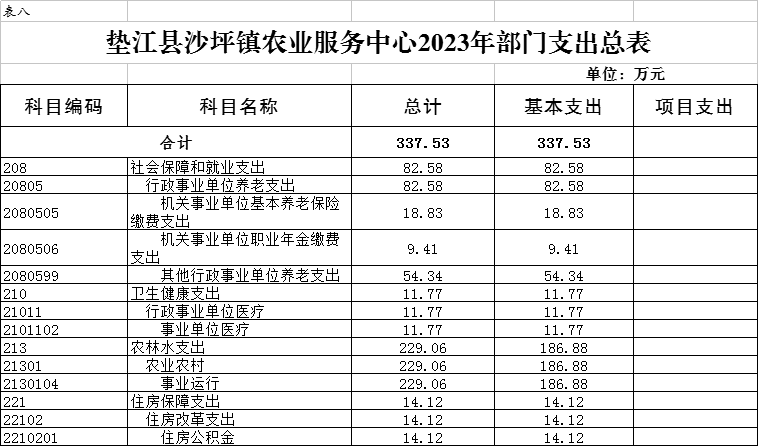 表八
垫江县沙坪镇农业服务中心2023年部门支出总表
单位：万元
科目编码 科目名称 总计 基本支出 项目支出
合计 337.53 337.53
208 社会保障和就业支出 82.58 82.58
20805 行政事业单位养老支出 82.58 82.58
2080505 机关事业单位基本养老保险缴费支出 18.83 18.83
2080506 机关事业单位职业年金缴费支出 9.41 9.41
2080599 其他行政事业单位养老支出 54.34 54.34
210 卫生健康支出 11.77 11.77
21011 行政事业单位医疗 11.77 11.77
2101102 事业单位医疗 11.77 11.77
213 农林水支出 229.06 186.88
21301 农业农村 229.06 186.88
2130104 事业运行 229.06 186.88
221 住房保障支出 14.12 14.12
22102 住房改革支出 14.12 14.12
2210201 住房公积金 14.12 14.12